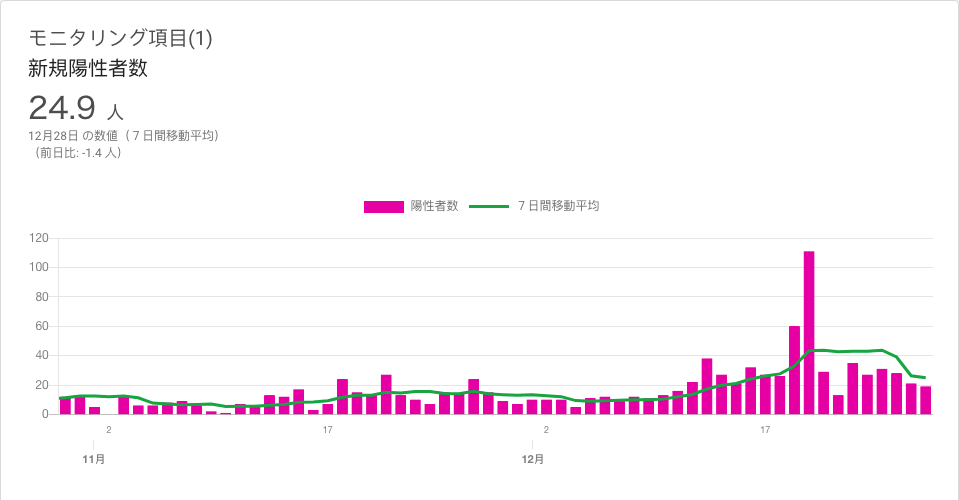 モニタリング項目(1)
新規陽性者数
24.9 人
12月28日 の数値（７日間移動平均）
（前日比: -1.4 人）
陽性者数 ７日間移動平均
120
100
80
60
40
20
0
2 17 2 17
11月 12月